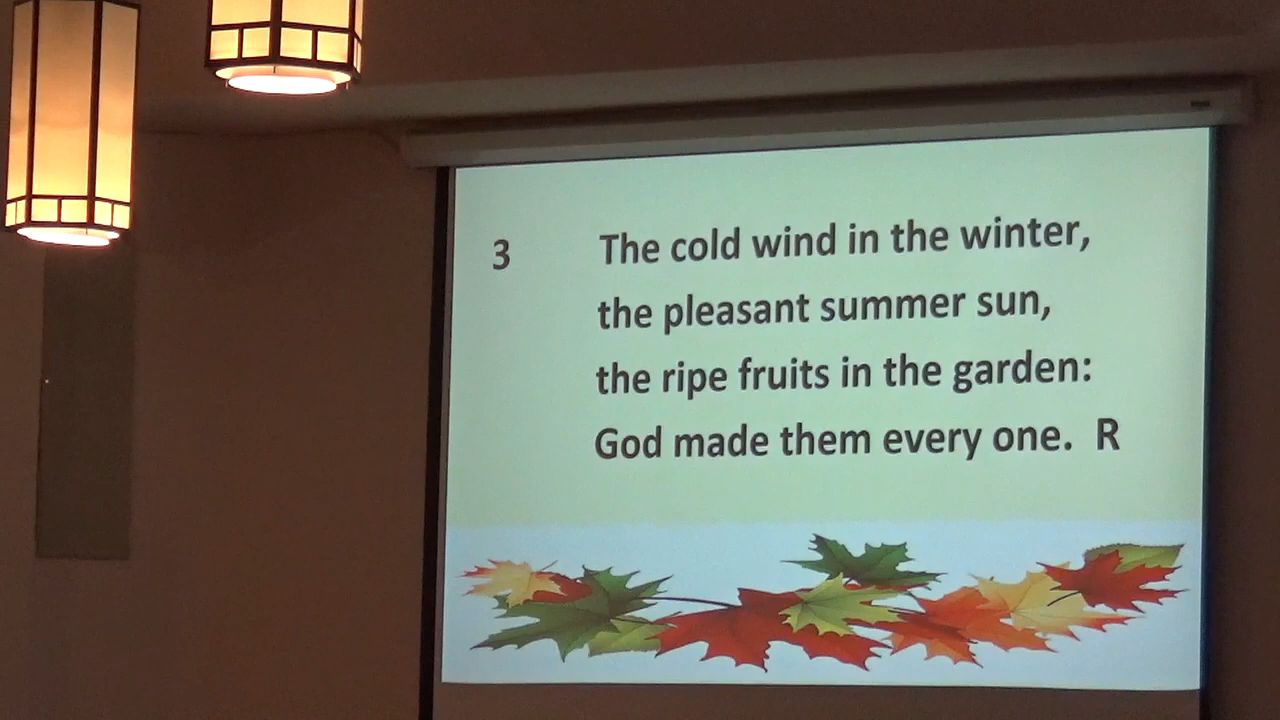 3 The cold wind in the winter,
the pleasant summer sun,
the ripe fruits in the garden:
God made them every one. R